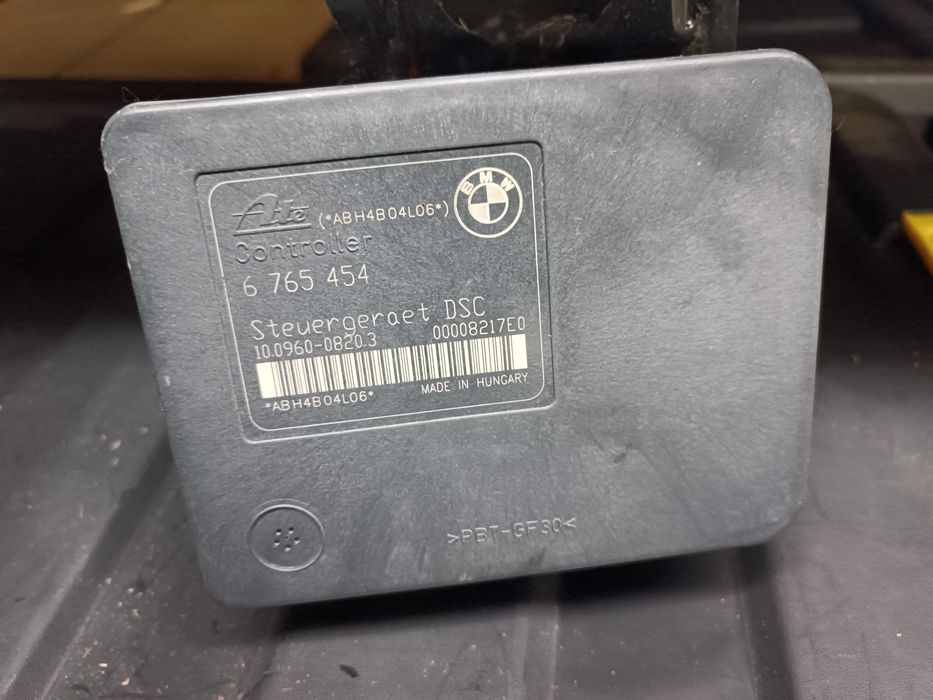 BMW
Ate (*ABH4B04L06*)
Controller
6 765 454
Steuergeraet DSC
10.0960-0820.3 00008217E0
*ABH4B04L06* MADE IN HUNGARY
>PBT-GF30<